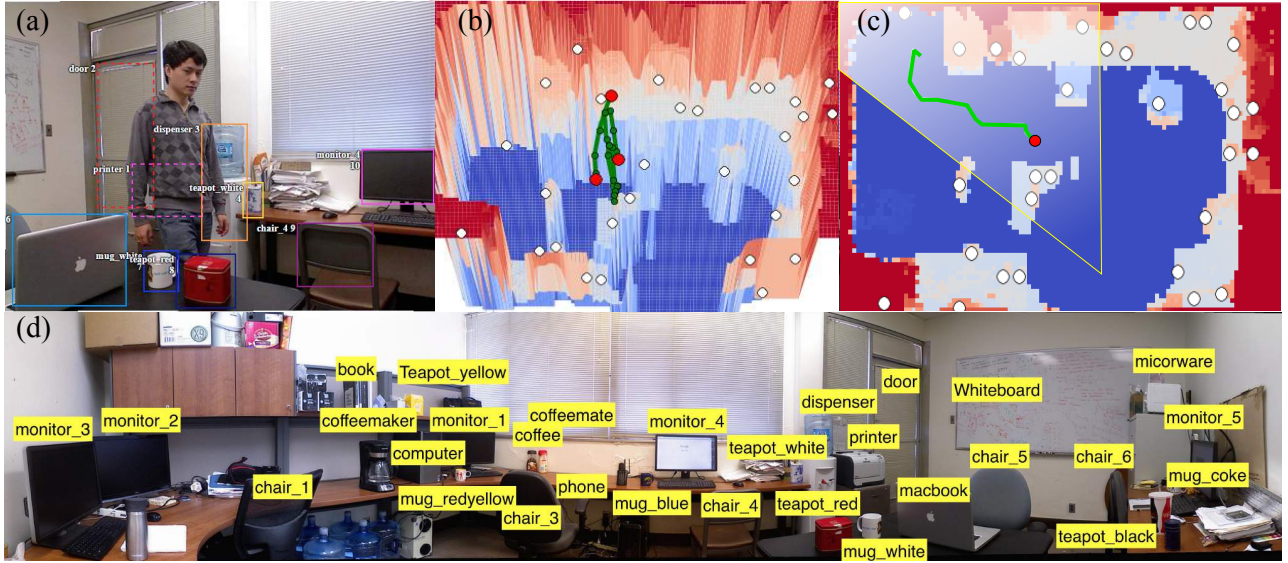 (a)
(b)
(c)
door 2
dispenser 3
printer 1
monitor_4
10
teapot_white
4
chair_4 9
6
mug_white
7
teapot_red
8
(d)
book
Teapot_yellow
micorware
door
Whiteboard
dispenser
monitor_3
monitor_2
coffeemaker
monitor_1
coffeemate
coffee
monitor_4
printer
monitor_5
computer
teapot_white
chair_5
chair_6
mug_coke
chair_1
mug_redyellow
phone
chair_3
mug_blue
chair_4
teapot_red
macbook
mug_white
teapot_black